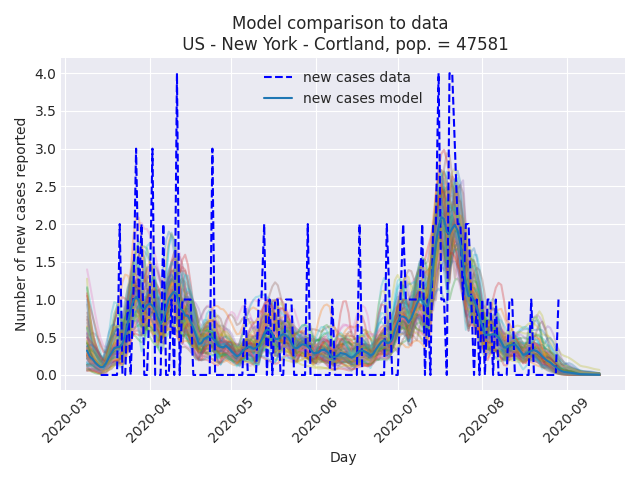 Model comparison to data
US - New York - Cortland, pop. = 47581
new cases data
new cases model
Number of new cases reported
4.0
3.5
3.0
2.5
2.0
1.5
1.0
0.5
0.0
2020-03
2020-04
2020-05
2020-06
2020-07
2020-08
2020-09
Day